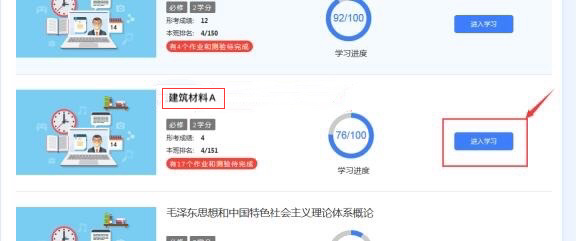 必修 2学分
形考成绩: 12
本班排名: 4/150
有4个作业和测验待完成
92/100
学习进度
进入学习
14
建筑材料A
必修 2学分
形考成绩: 4
本班排名: 4/151
有17个作业和测验待完成
76/100
学习进度
进入学习
14
毛泽东思想和中国特色社会主义理论体系概论